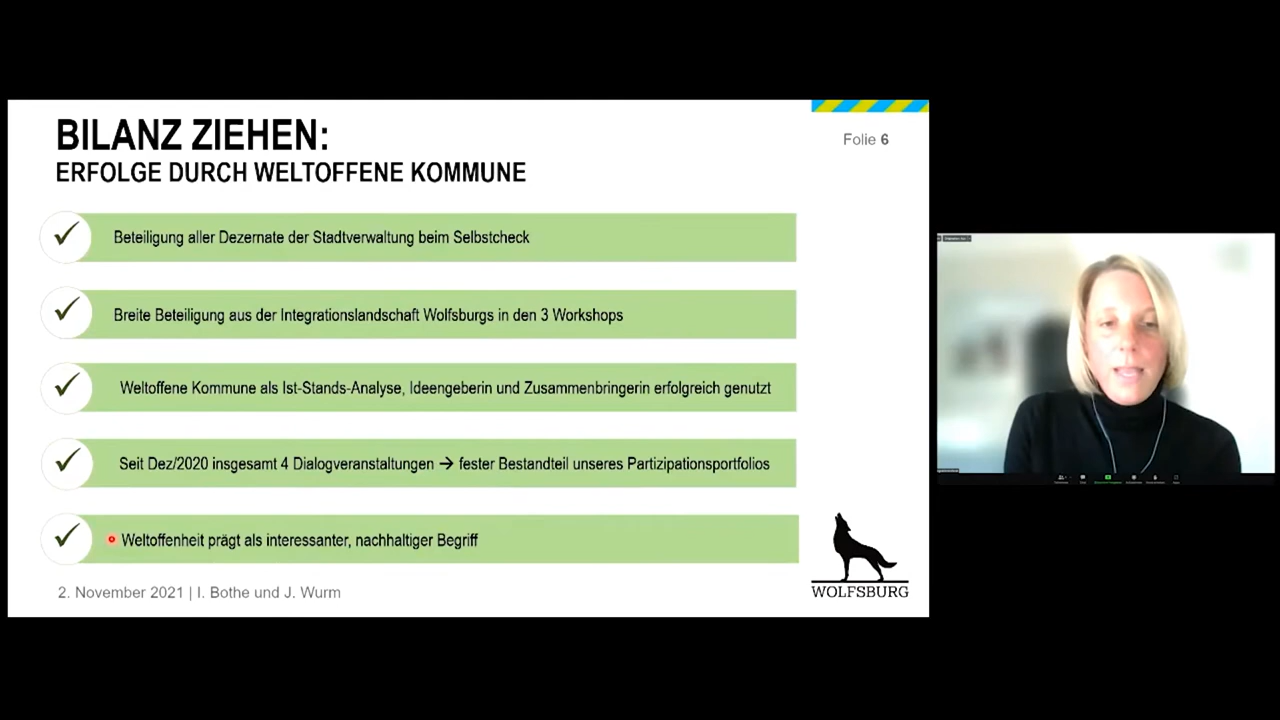 BILANZ ZIEHEN:
ERFOLGE DURCH WELTOFFENE KOMMUNE
Folie 6
Beteiligung aller Dezernate der Stadtverwaltung beim Selbstcheck
Breite Beteiligung aus der Integrationslandschaft Wolfsburgs in den 3 Workshops
Weltoffene Kommune als Ist-Stands-Analyse, Ideengeberin und Zusammenbringerin erfolgreich genutzt
Seit Dez/2020 insgesamt 4 Dialogveranstaltungen → fester Bestandteil unseres Partizipationsportfolios
Weltoffenheit prägt als interessanter, nachhaltiger Begriff
2. November 2021 | I. Bothe und J. Wurm
WOLFSBURG